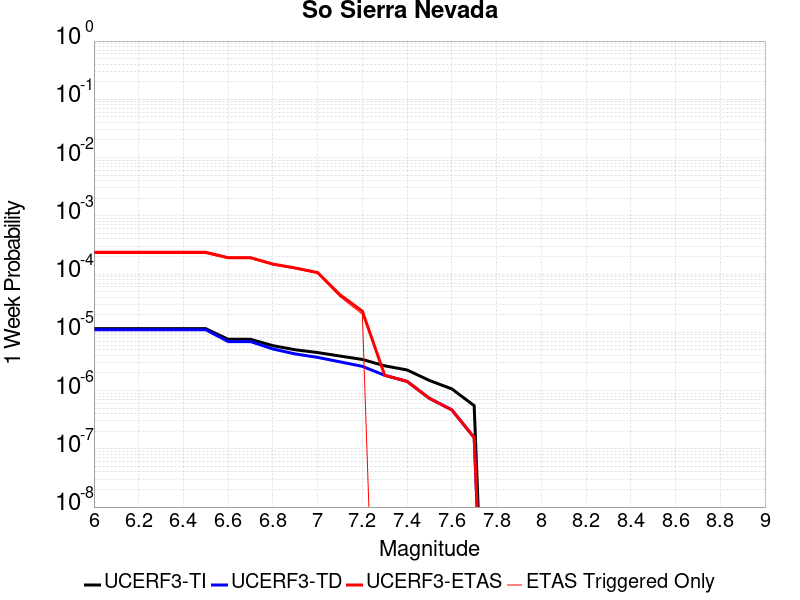 So Sierra Nevada
10 0
10 -1
10 -2
10 -3
10 -4
10 -5
10 -6
10 -7
10 -8
1 Week Probability
6 6.2 6.4 6.6 6.8 7 7.2 7.4 7.6 7.8 8 8.2 8.4 8.6 8.8 9
Magnitude
UCERF3-TI UCERF3-TD UCERF3-ETAS ETAS Triggered Only